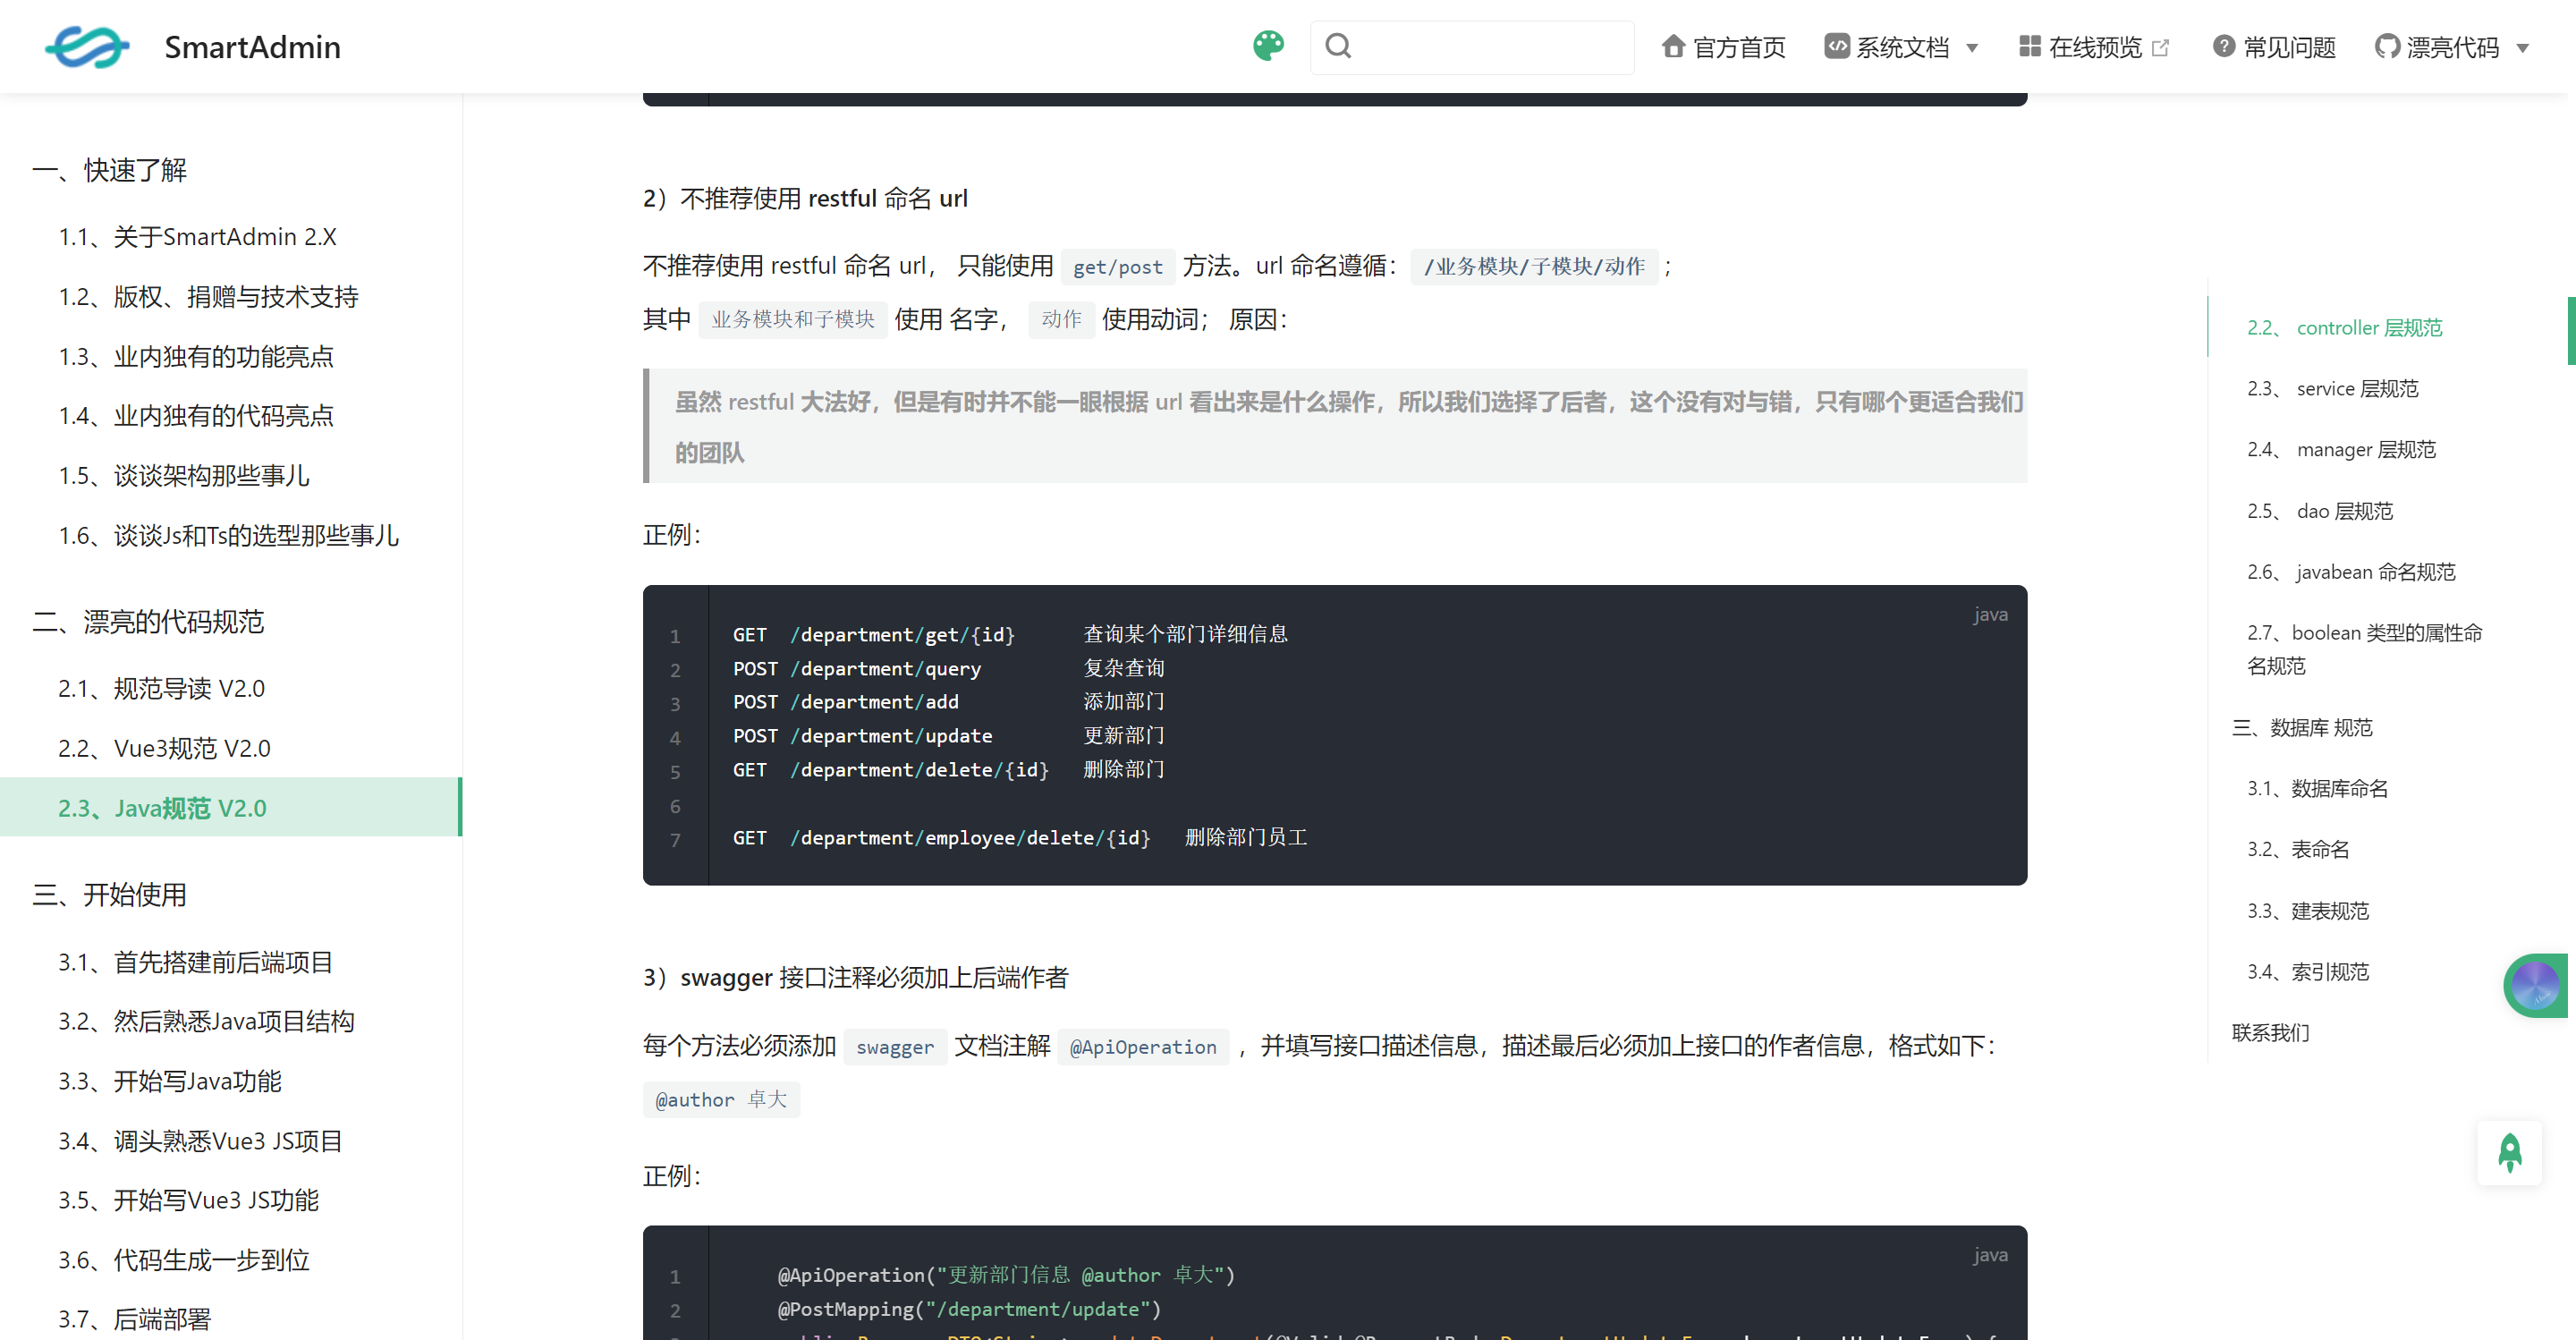 SmartAdmin
官方首页
系统文档
在线预览
常见问题
漂亮代码
一、快速了解
1.1、关于SmartAdmin 2.X
1.2、版权、捐赠与技术支持
1.3、业内独有的功能亮点
1.4、业内独有的代码亮点
1.5、谈谈架构那些事儿
1.6、谈谈Js和Ts的选型那些事儿
二、漂亮的代码规范
2.1、规范导读 V2.0
2.2、Vue3规范 V2.0
2.3、Java规范 V2.0
三、开始使用
3.1、首先搭建前后端项目
3.2、然后熟悉Java项目结构
3.3、开始写Java功能
3.4、调头熟悉Vue3 JS项目
3.5、开始写Vue3 JS功能
3.6、代码生成一步到位
3.7、后端部署
2）不推荐使用 restful 命名 url
不推荐使用 restful 命名 url， 只能使用 get/post 方法。url 命名遵循：/业务模块/子模块/动作 ；
其中 业务模块和子模块 使用 名字， 动作 使用动词； 原因：
虽然 restful 大法好，但是有时并不能一眼根据 url 看出来是什么操作，所以我们选择了后者，这个没有对与错，只有哪个更适合我们
的团队
正例：
java
1 GET /department/get/{id} 查询某个部门详细信息
2 POST /department/query 复杂查询
3 POST /department/add 添加部门
4 POST /department/update 更新部门
5 GET /department/delete/{id} 删除部门
6
7 GET /department/employee/delete/{id} 删除部门员工
3）swagger 接口注释必须加上后端作者
每个方法必须添加 swagger 文档注解 @ApiOperation ，并填写接口描述信息，描述最后必须加上接口的作者信息，格式如下：
@author 卓大
正例：
java
1 @ApiOperation("更新部门信息 @author 卓大")
2 @PostMapping("/department/update")
2.2、 controller 层规范
2.3、 service 层规范
2.4、 manager 层规范
2.5、 dao 层规范
2.6、 javabean 命名规范
2.7、boolean 类型的属性命
名规范
三、数据库 规范
3.1、数据库命名
3.2、表命名
3.3、建表规范
3.4、索引规范
联系我们